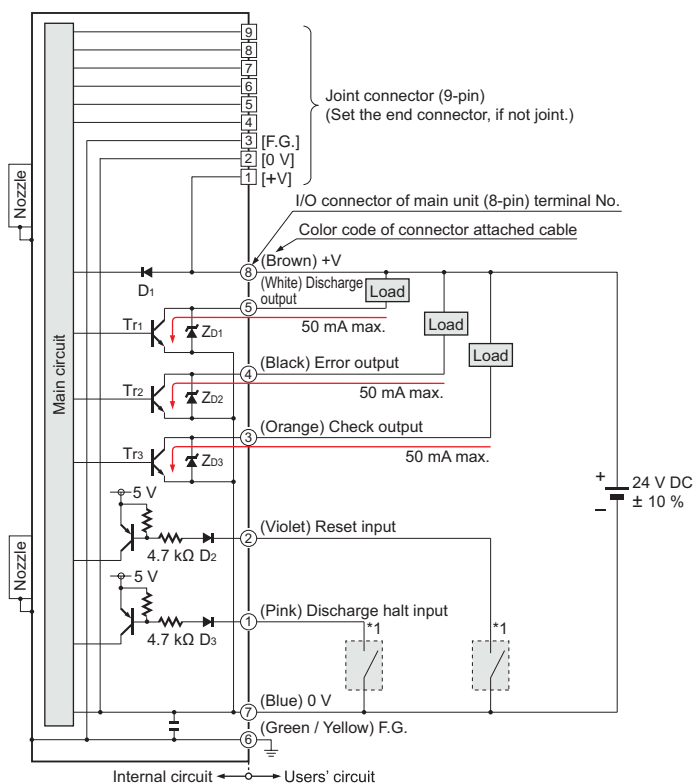 9
8
7
6
5
4
3 [F.G.]
2 [0 V]
1 [+V]
Joint connector (9-pin)
(Set the end connector, if not joint.)
Nozzle
I/O connector of main unit (8-pin) terminal No.
Color code of connector attached cable
8 (Brown) +V
D1
(White) Discharge
output
5
Load
Tr1
ZD1
50 mA max.
Load
Main circuit
4 (Black) Error output
Load
Tr2
ZD2
50 mA max.
3 (Orange) Check output
Tr3
ZD3
50 mA max.
+
24 V DC
± 10 %
−
5 V
2 (Violet) Reset input
4.7 kΩ D2
Nozzle
5 V
1 (Pink) Discharge halt input
4.7 kΩ D3
*1
*1
7 (Blue) 0 V
(Green / Yellow) F.G.
6
Internal circuit
Users' circuit